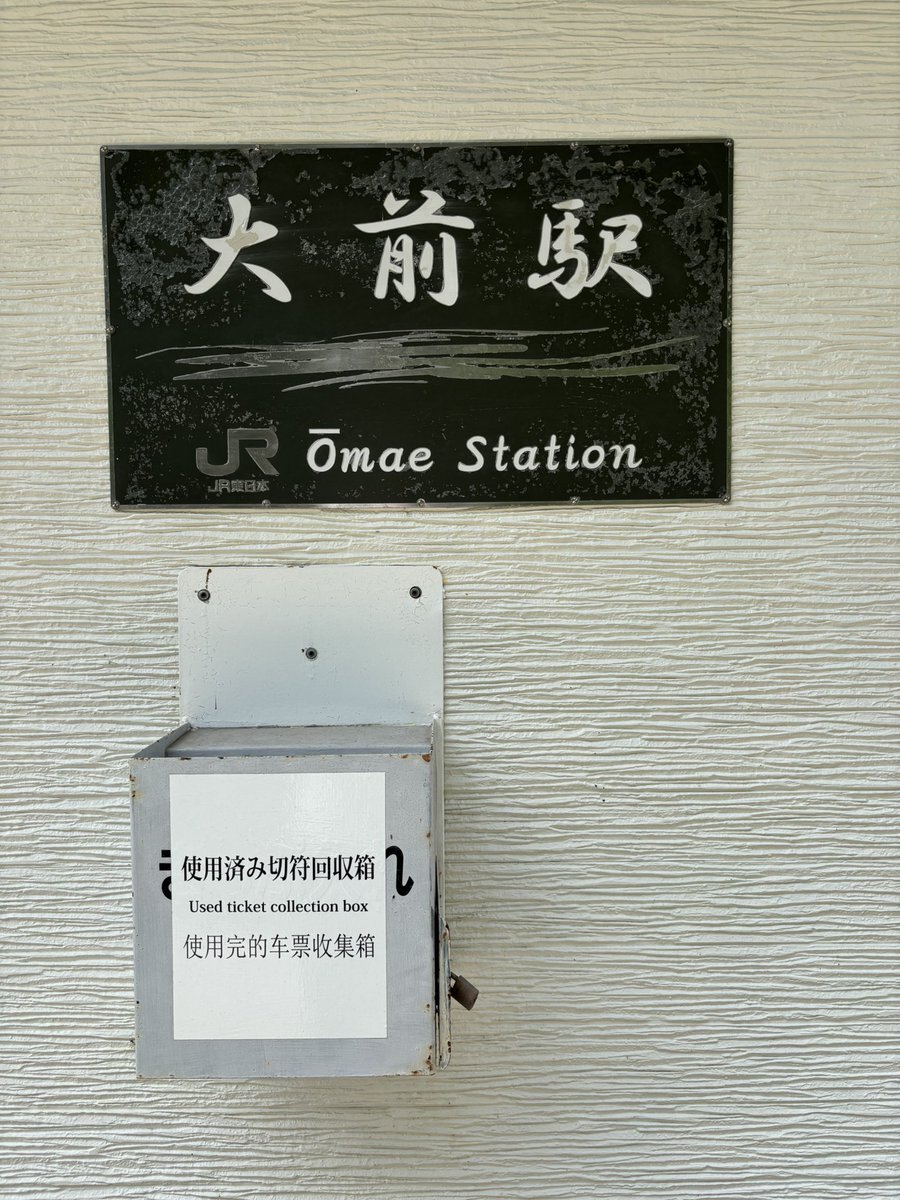 大前駅
JR Ōmae Station
JR東日本
使用済み切符回収箱
Used ticket collection box
使用完的车票收集箱